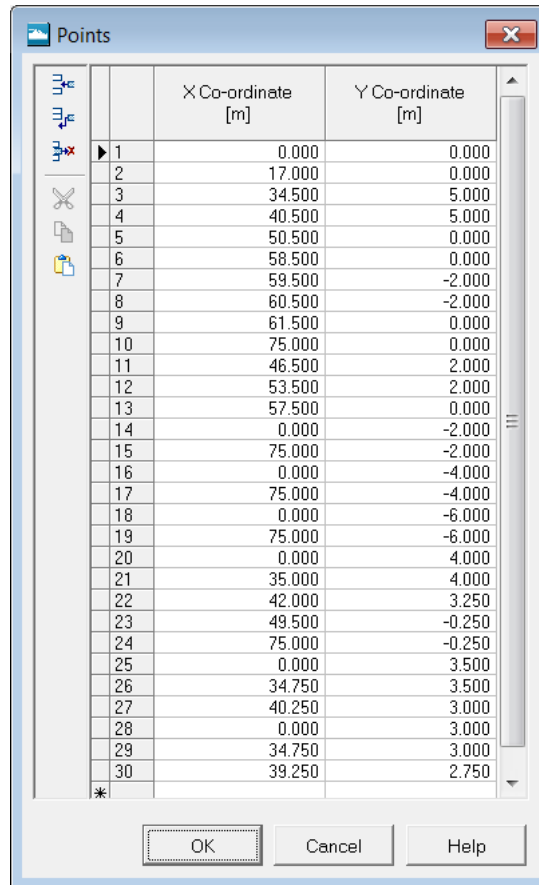 Points
X Co-ordinate [m] Y Co-ordinate [m]
1 0.000 0.000
2 17.000 0.000
3 34.500 5.000
4 40.500 5.000
5 50.500 0.000
6 58.500 0.000
7 59.500 -2.000
8 60.500 -2.000
9 61.500 0.000
10 75.000 0.000
11 46.500 2.000
12 53.500 2.000
13 57.500 0.000
14 0.000 -2.000
15 75.000 -2.000
16 0.000 -4.000
17 75.000 -4.000
18 0.000 -6.000
19 75.000 -6.000
20 0.000 4.000
21 35.000 4.000
22 42.000 3.250
23 49.500 -0.250
24 75.000 -0.250
25 0.000 3.500
26 34.750 3.500
27 40.250 3.000
28 0.000 3.000
29 34.750 3.000
30 39.250 2.750
*
OK Cancel Help